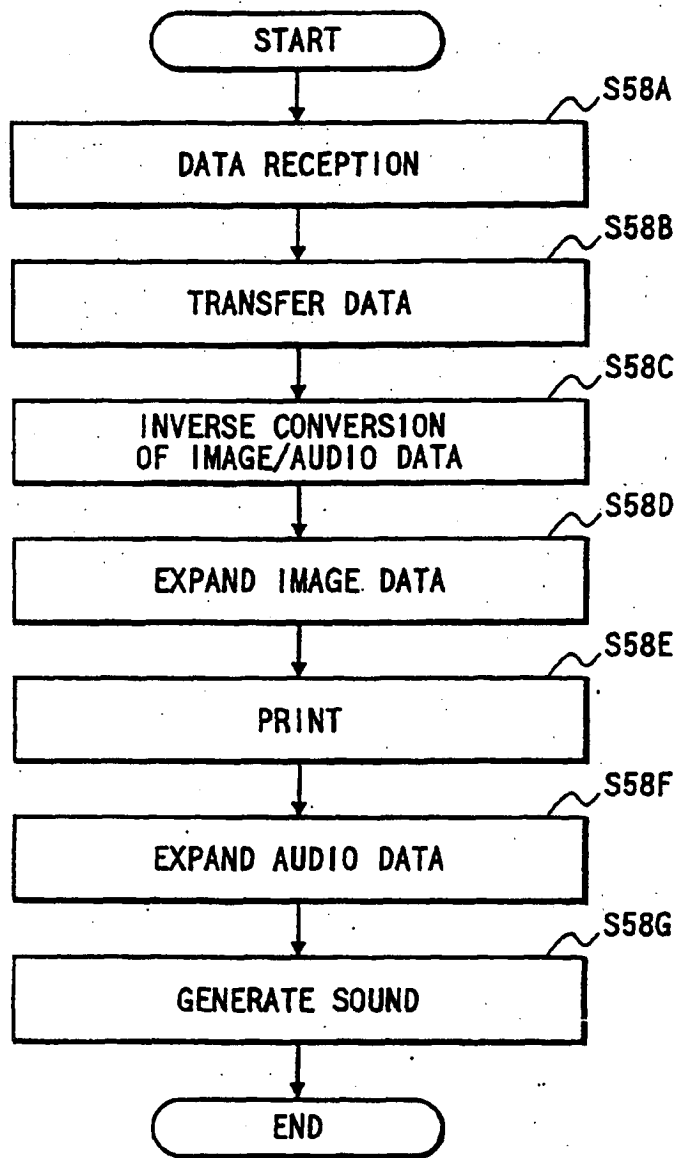 START
S58A
DATA RECEPTION
S58B
TRANSFER DATA
S58C
INVERSE CONVERSION
OF IMAGE/AUDIO DATA
S58D
EXPAND IMAGE DATA
S58E
PRINT
S58F
EXPAND AUDIO DATA
S58G
GENERATE SOUND
END